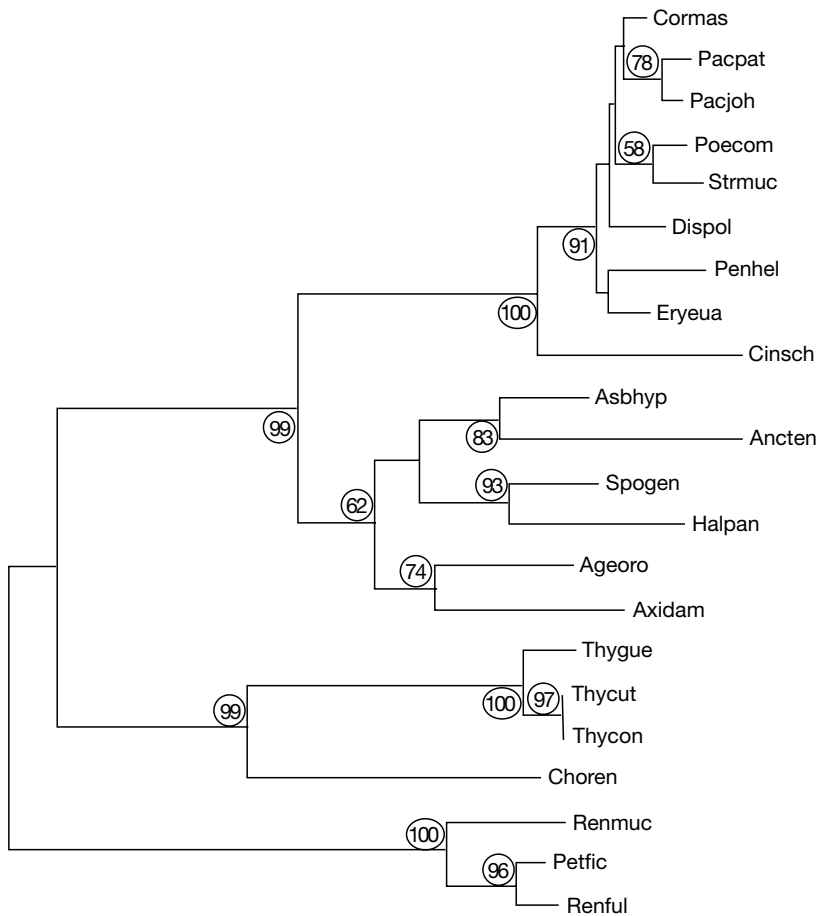 Cormas
78
Pacpat
Pacjoh
Poecom
58
Strmuc
Dispol
91
Penhel
100
Eryeua
Cinsch
Asbhyp
99
83
Ancten
93
Spogen
62
Halpan
74
Ageoro
Axidam
Thygue
99
100
97
Thycut
Thycon
Choren
Renmuc
100
Petfic
96
Renful